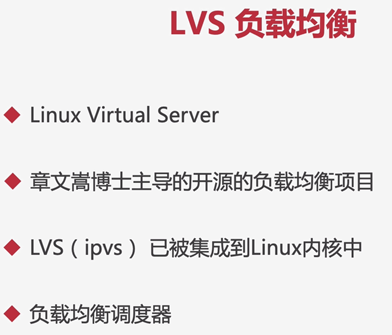 LVS 负载均衡
◆ Linux Virtual Server
◆ 章文嵩博士主导的开源的负载均衡项目
◆ LVS（ipvs） 已被集成到Linux内核中
◆ 负载均衡调度器